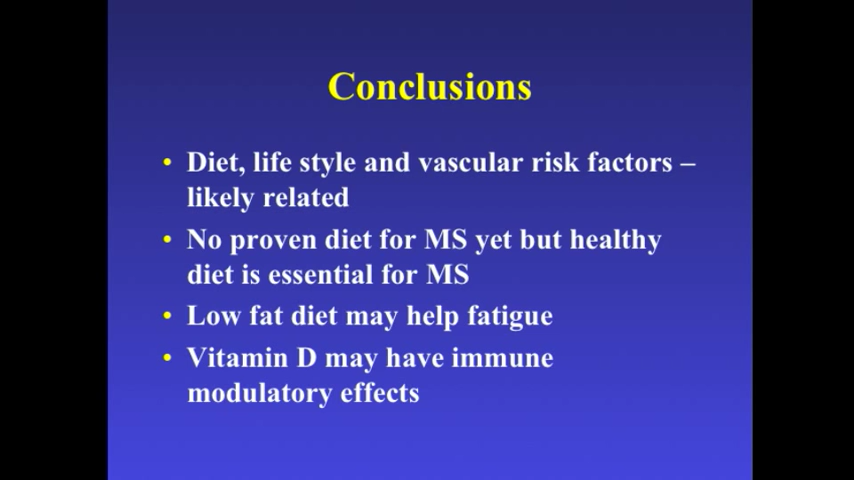 Conclusions
• Diet, life style and vascular risk factors –
likely related
• No proven diet for MS yet but healthy
diet is essential for MS
• Low fat diet may help fatigue
• Vitamin D may have immune
modulatory effects